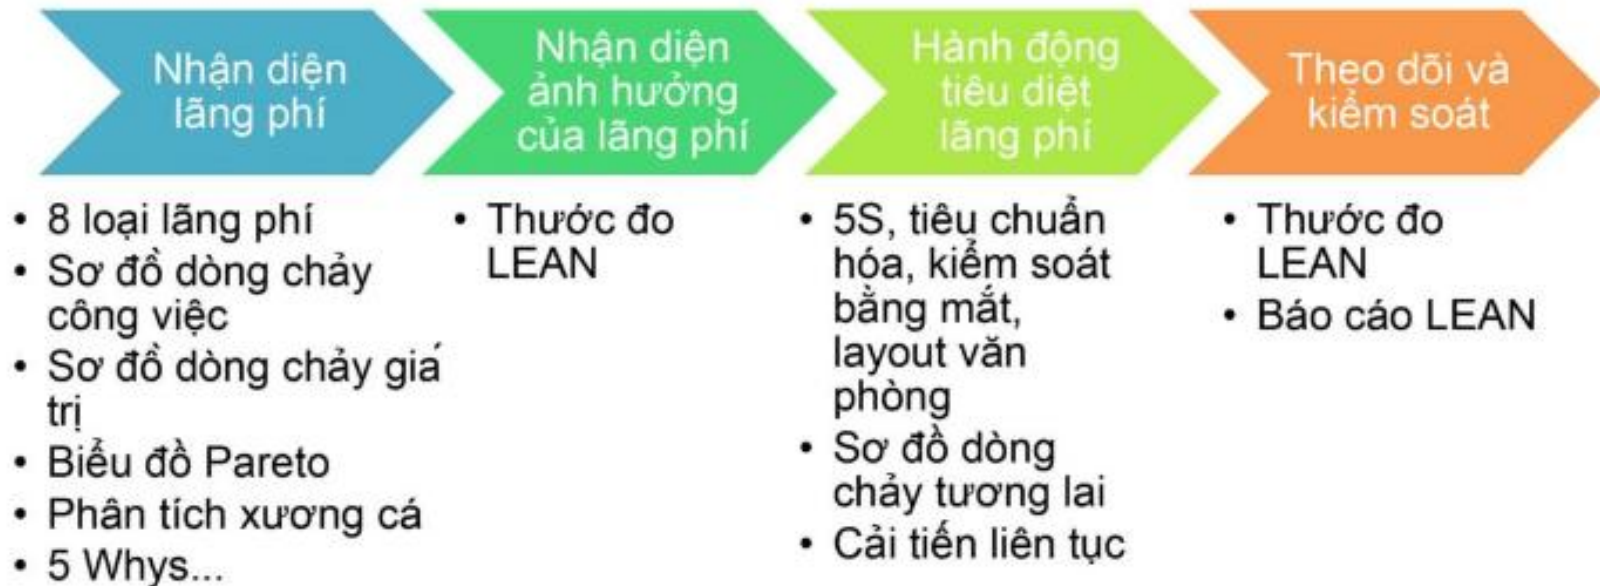 Nhận diện
lãng phí
Nhận diện
ảnh hưởng
của lãng phí
Hành động
tiêu diệt
lãng phí
Theo dõi và
kiểm soát
• 8 loại lãng phí
• Sơ đồ dòng chảy
công việc
• Sơ đồ dòng chảy giá
trị
• Biểu đồ Pareto
• Phân tích xương cá
• 5 Whys...
• Thước đo
LEAN
• 5S, tiêu chuẩn
hóa, kiểm soát
bằng mắt,
layout văn
phòng
• Sơ đồ dòng
chảy tương lai
• Cải tiến liên tục
• Thước đo
LEAN
• Báo cáo LEAN